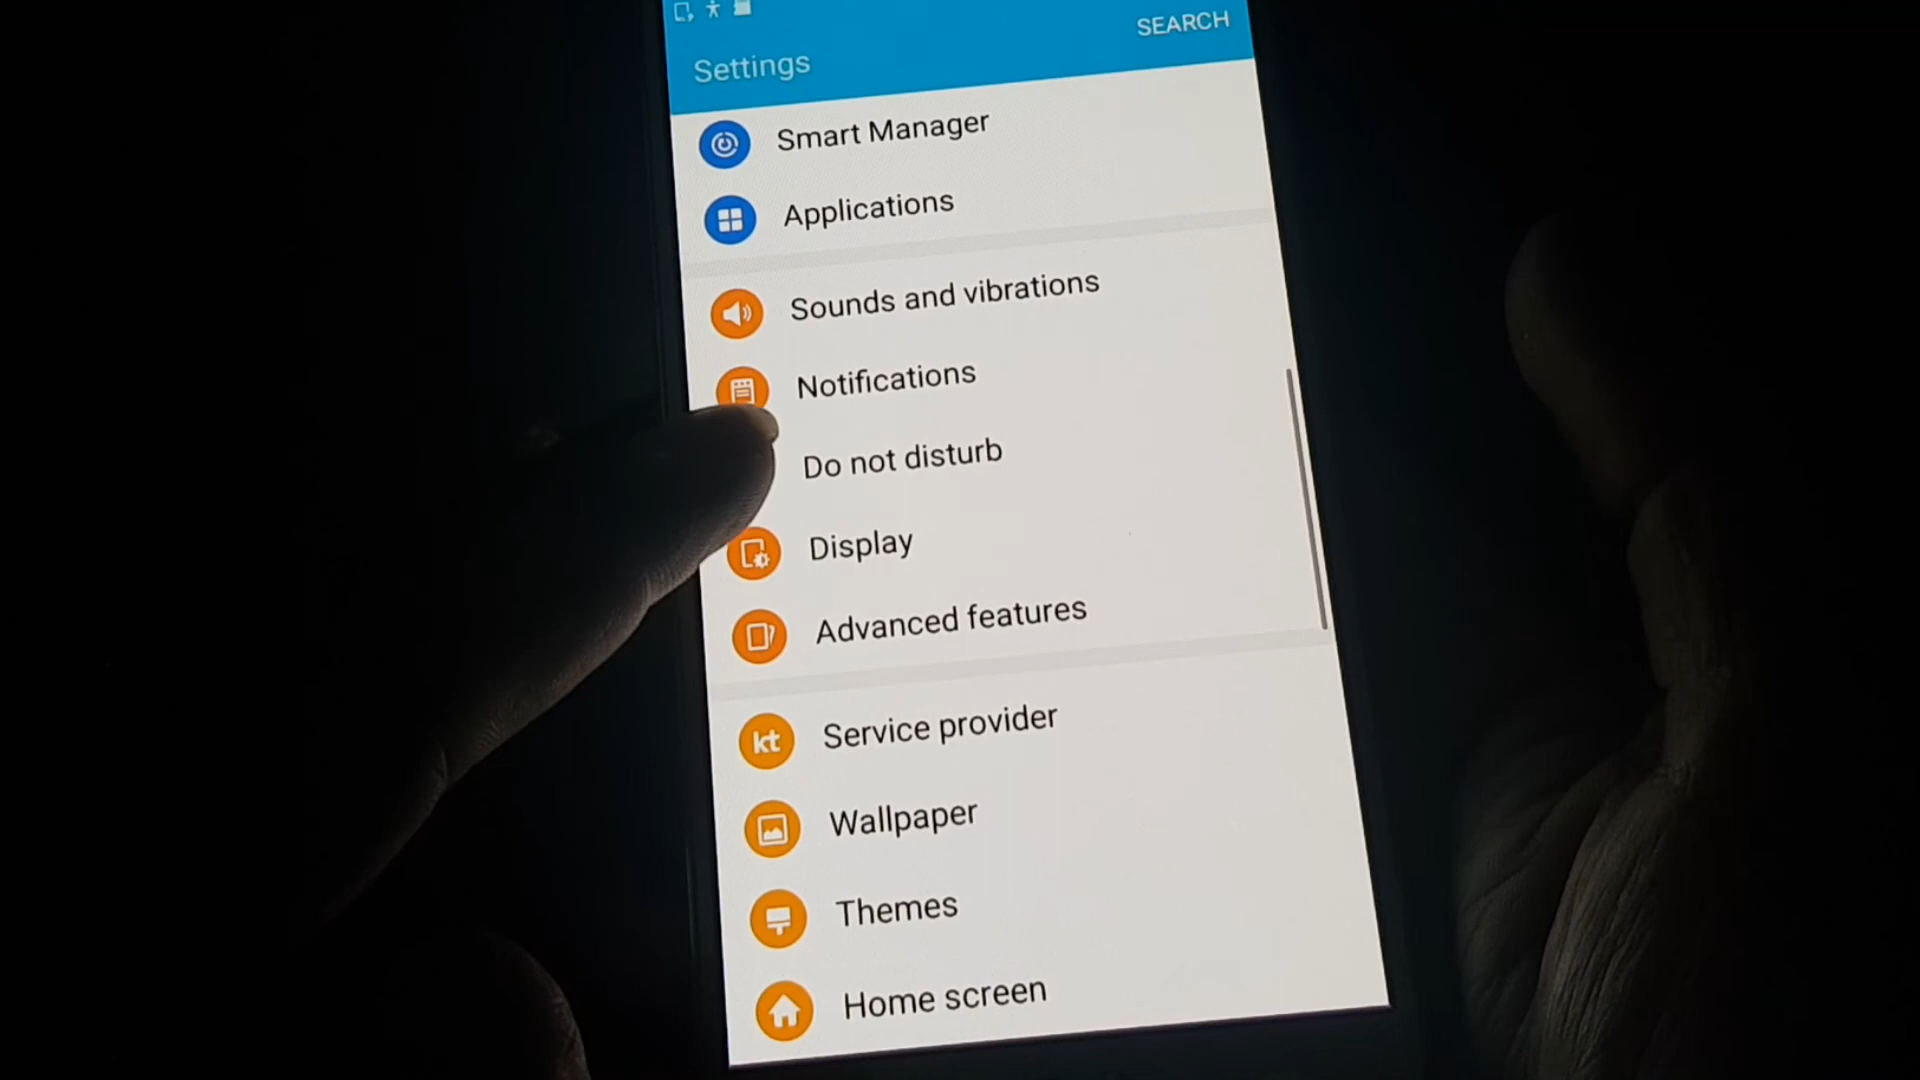 SEARCH
Settings
Smart Manager
Applications
Sounds and vibrations
Notifications
Do not disturb
Display
Advanced features
kt Service provider
Wallpaper
Themes
Home screen